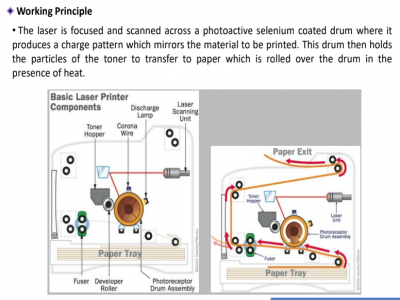 Working Principle
• The laser is focused and scanned across a photoactive selenium coated drum where it
produces a charge pattern which mirrors the material to be printed. This drum then holds
the particles of the toner to transfer to paper which is rolled over the drum in the
presence of heat.
Basic Laser Printer
Components
Discharge
Lamp
Laser
Scanning
Unit
Toner
Hopper
Corona
Wire
Paper Tray
Fuser
Developer
Roller
Photoreceptor
Drum Assembly
Paper Exit
Toner
Hopper
Laser
Unit
Photoreceptor
Drum Assembly
Fuser
Paper Tray